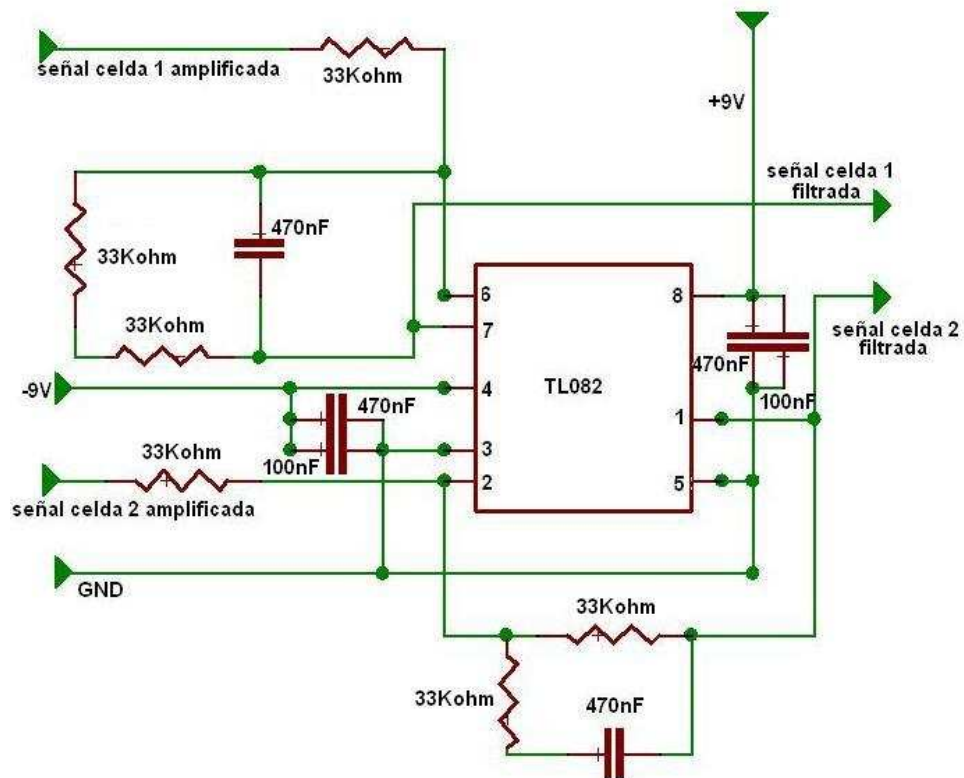 señal celda 1 amplificada
33Kohm
+9V
señal celda 1
filtrada
470nF
33Kohm
33Kohm
6
7
8
señal celda 2
filtrada
-9V
4
470nF
TL082
470nF
100nF
1
3
100nF
33Kohm
2
5
señal celda 2 amplificada
GND
33Kohm
33Kohm
470nF